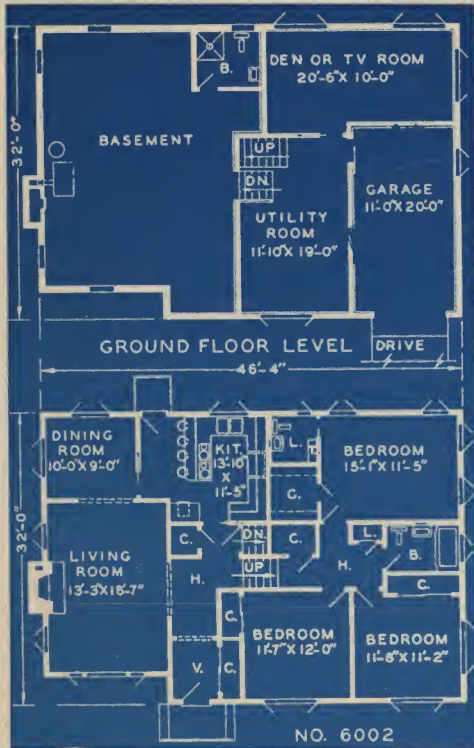 B.
DEN OR TV ROOM
20'-6" X 10'-0"
BASEMENT
32'-0"
UP
DN.
GARAGE
11'-0" X 20'-0"
UTILITY
ROOM
11'-10" X 19'-0"
GROUND FLOOR LEVEL
DRIVE
46'-4"
DINING
ROOM
10'-0" X 9'-0"
KIT.
13'-10"
X
11'-5"
L.
BEDROOM
15'-1" X 11'-5"
C.
32'-0"
C.
DN.
UP
C.
L.
B.
H.
H.
C.
LIVING
ROOM
13'-3" X 16'-7"
C.
BEDROOM
11'-7" X 12'-0"
BEDROOM
11'-8" X 11'-2"
V.
C.
NO. 6002